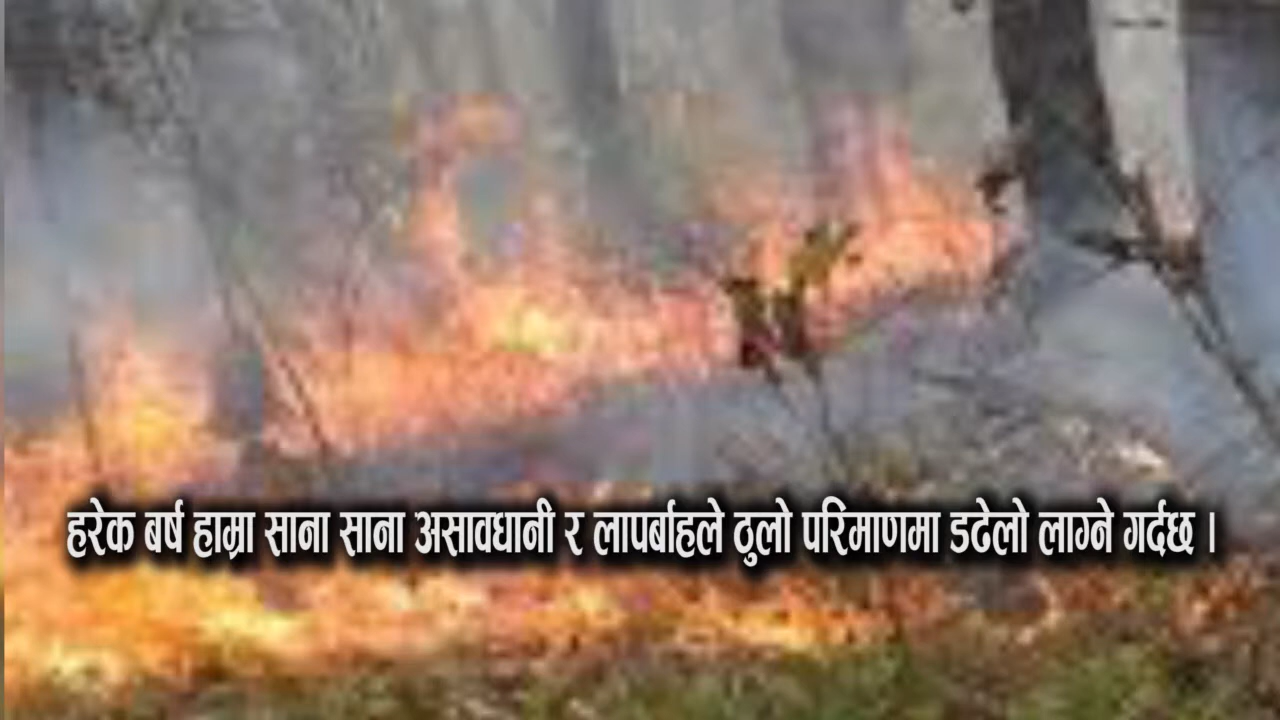 हरेक बर्ष हाम्रा साना साना असावधानी र लापर्बाहले ठुलो परिमाणमा डढेलो लाग्ने गर्दछ ।